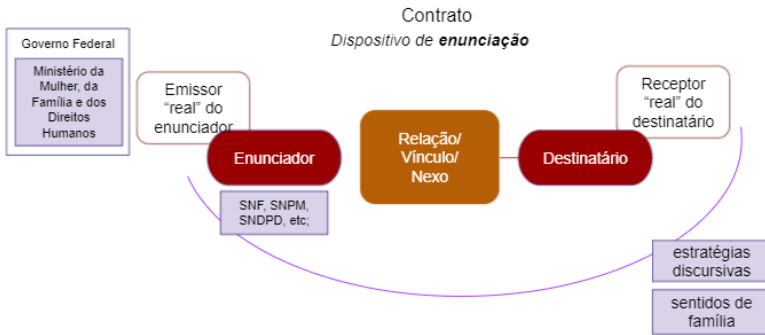 Contrato
Dispositivo de enunciação
Governo Federal
Ministério da
Mulher, da
Família e dos
Direitos
Humanos
Emissor
“real” do
enunciador
Enunciador
SNF, SNPM,
SNDPD, etc;
Relação/
Vínculo/
Nexo
Receptor
“real” do
destinatário
Destinatário
estratégias
discursivas
sentidos de
família